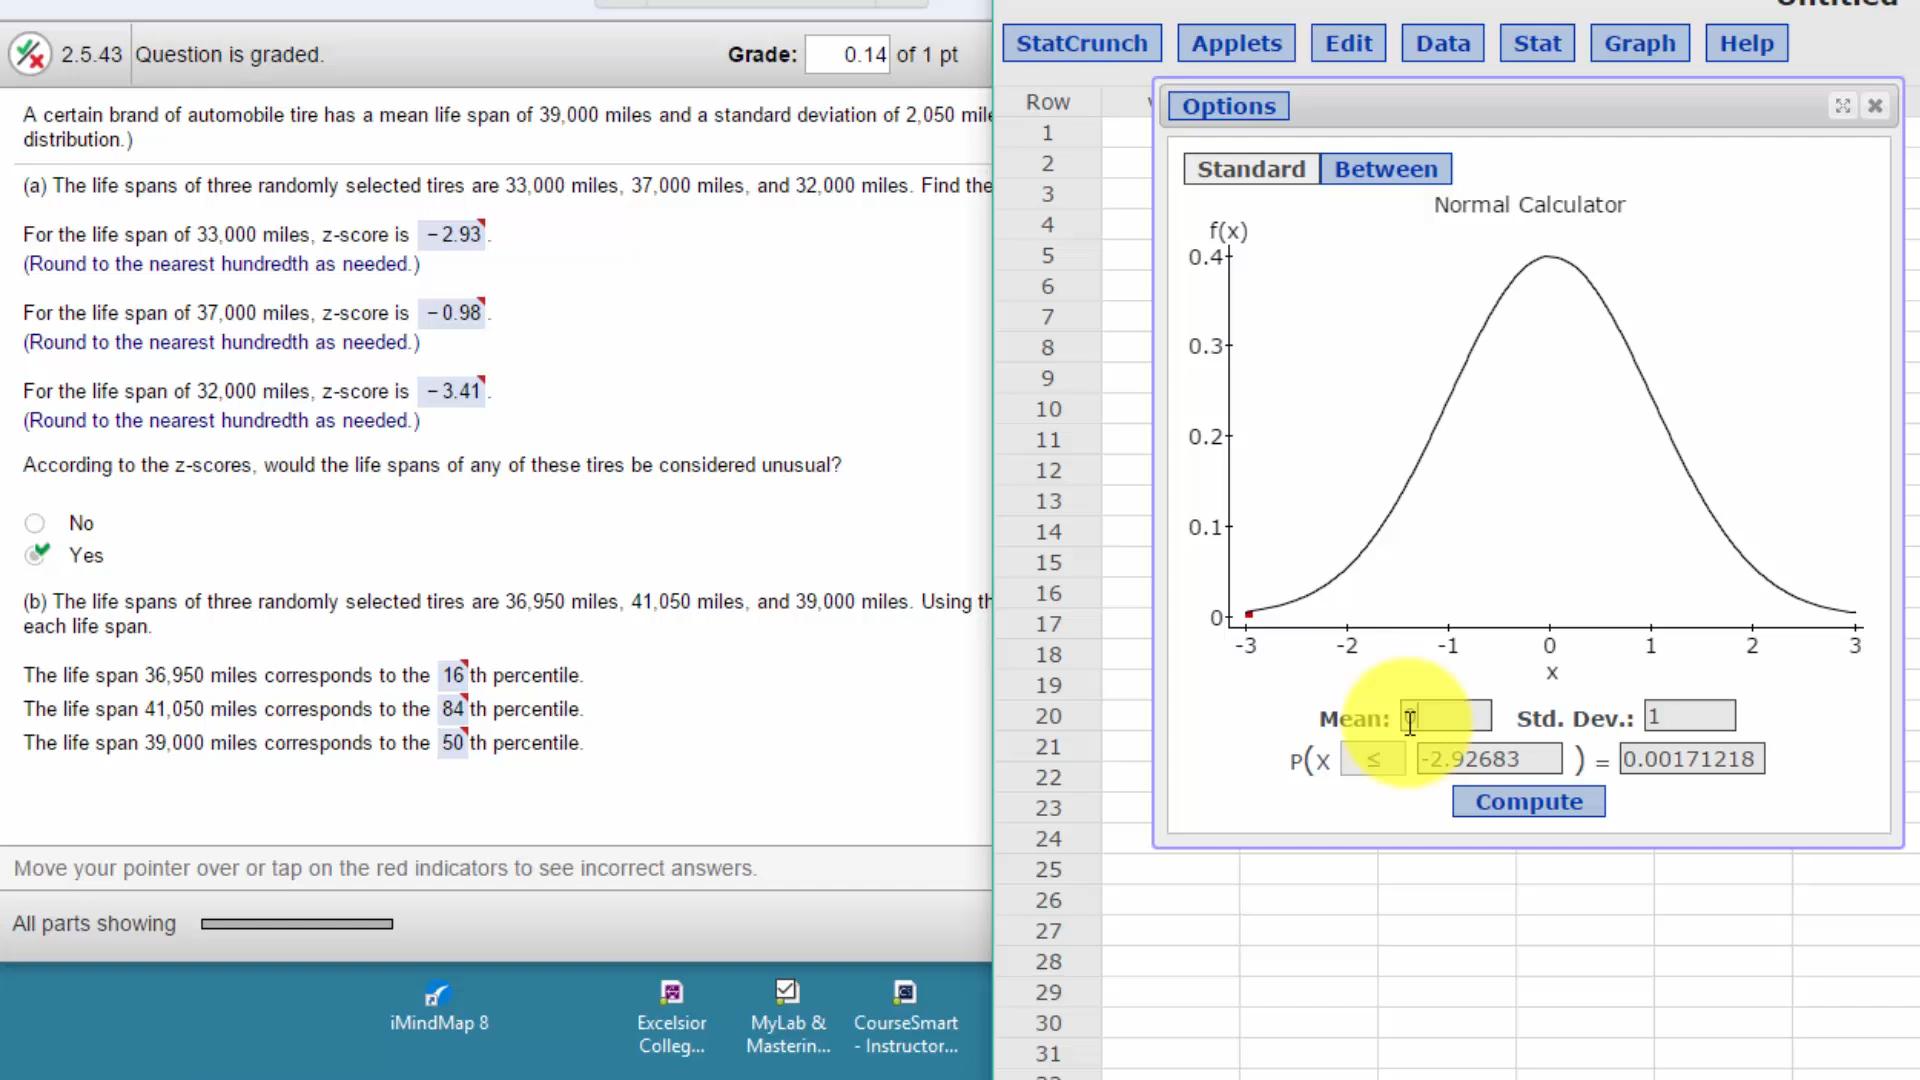 2.5.43 Question is graded.
Grade: 0.14 of 1 pt
A certain brand of automobile tire has a mean life span of 39,000 miles and a standard deviation of 2,050
distribution.)
(a) The life spans of three randomly selected tires are 33,000 miles, 37,000 miles, and 32,000 miles. Find the
For the life span of 33,000 miles, z-score is −2.93.
(Round to the nearest hundredth as needed.)
For the life span of 37,000 miles, z-score is −0.98.
(Round to the nearest hundredth as needed.)
For the life span of 32,000 miles, z-score is −3.41.
(Round to the nearest hundredth as needed.)
According to the z-scores, would the life spans of any of these tires be considered unusual?
No
Yes
(b) The life spans of three randomly selected tires are 36,950 miles, 41,050 miles, and 39,000 miles. Using
each life span.
The life span 36,950 miles corresponds to the 16 th percentile.
The life span 41,050 miles corresponds to the 84 th percentile.
The life span 39,000 miles corresponds to the 50 th percentile.
Move your pointer over or tap on the red indicators to see incorrect answers.
All parts showing
iMindMap 8
Excelsior
Colleg...
MyLab &
Masterin...
CourseSmart
- Instructor...
StatCrunch Applets Edit Data Stat Graph Help
Row
1
2
3
4
5
6
7
8
9
10
11
12
13
14
15
16
17
18
19
20
21
22
23
24
25
26
27
28
29
30
31
Options
Standard Between
Normal Calculator
f(x)
0.4
0.3
0.2
0.1
0
-3 -2 -1 0 1 2 3
x
Mean: 0 Std. Dev.: 1
P(X ≤ -2.92683 ) = 0.00171218
Compute